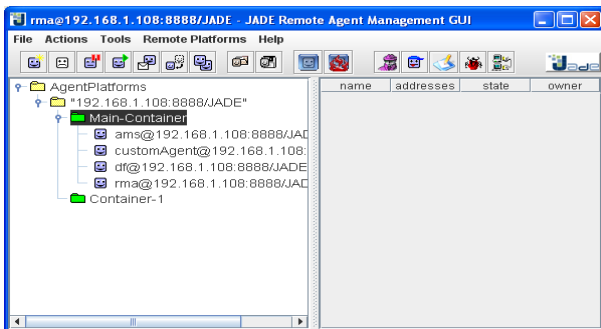 rma@192.168.1.108:8888/JADE - JADE Remote Agent Management GUI
File Actions Tools Remote Platforms Help
Jade
AgentPlatforms
"192.168.1.108:8888/JADE"
Main-Container
ams@192.168.1.108:8888/JAD
customAgent@192.168.108:
df@192.168.1.108:8888/JADE
rma@192.168.1.108:8888/JAD
Container-1
name addresses state owner